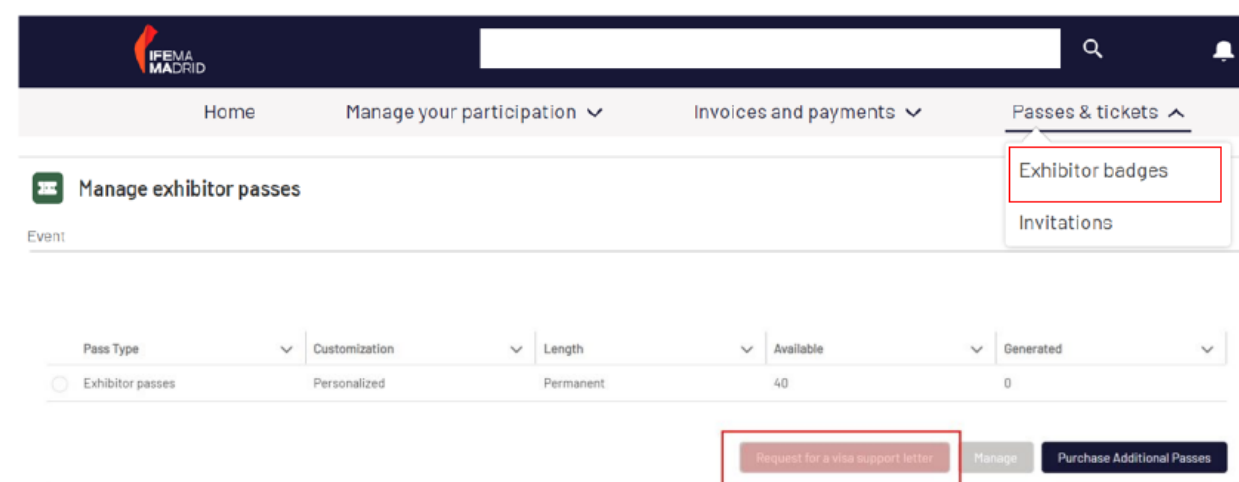 IFEMA
MADRID
Home Manage your participation Invoices and payments Passes & tickets
Exhibitor badges
Manage exhibitor passes
Invitations
Event
Pass Type Customization Length Available Generated
Exhibitor passes Personalized Permanent 40 0
Request for a visa support letter Manage Purchase Additional Passes